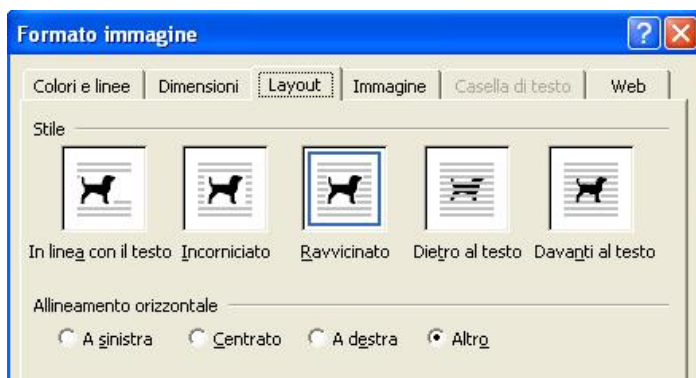 Formato immagine
Colori e linee Dimensioni Layout Immagine Casella di testo Web
Stile
In linea con il testo Incorniciato Ravvicinato Dietro al testo Davanti al testo
Allineamento orizzontale
A sinistra Centrato A destra Altro